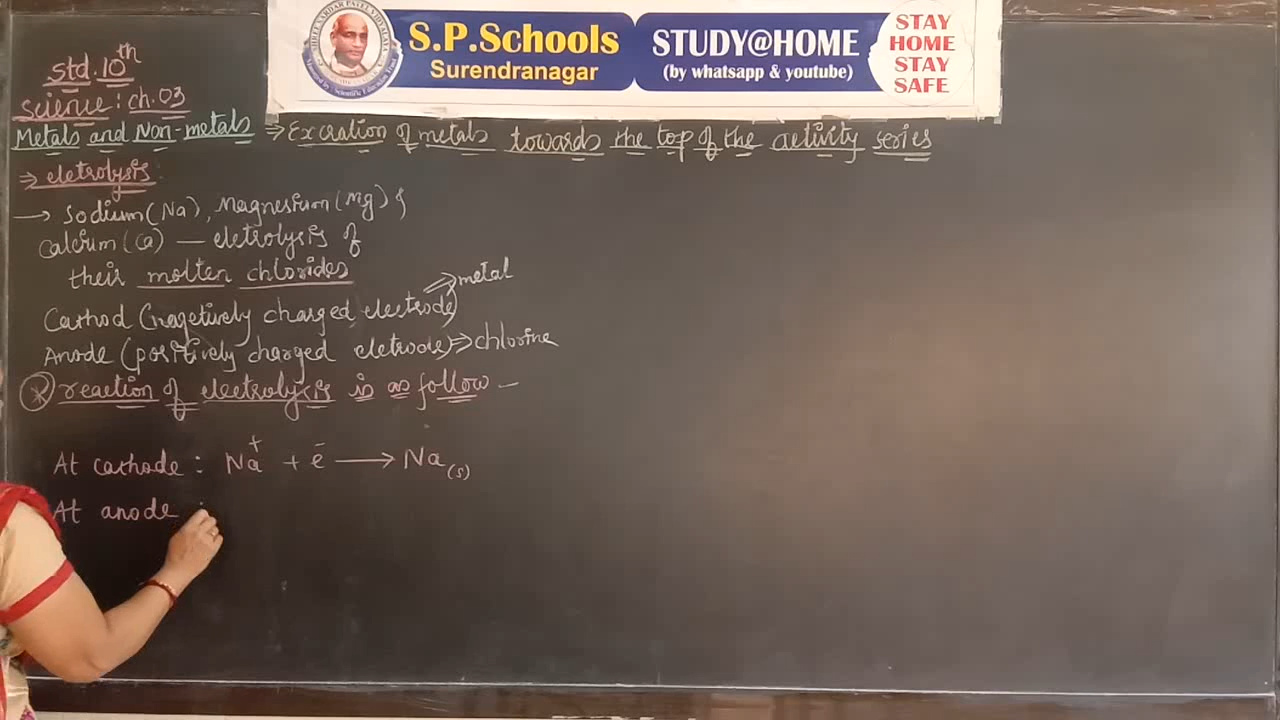 S.P.Schools
Surendranagar
STUDY@HOME
(by whatsapp & youtube)
STAY
HOME
STAY
SAFE
Std. 10th
Science : ch. 03
Metals and Non-metals ⇒ Excration of metals towards the top of the activity series
⇒ eletrolysis :
→ Sodium (Na), Magnesium (Mg) &
Calcium (Ca) — eletrolysis of
their molten chlorides
Cathod (nagetively charged electrode) ⇒ metal
Anode (positively charged eletrode) ⇒ chlorine
* reaction of electrolysis is as follow –
At cathode : Na⁺ + e⁻ → Na(s)
At anode :